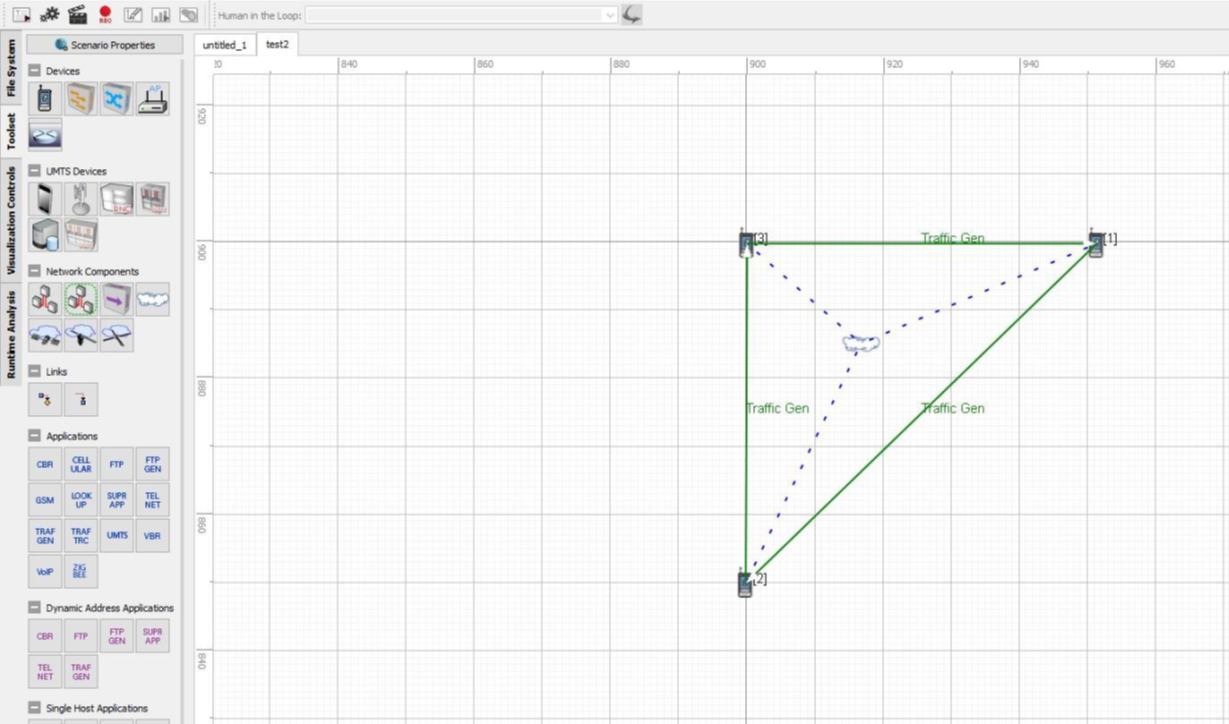 REC
Human in the Loop:
Scenario Properties
untitled_1
test2
File System
Toolset
Visualization Controls
Runtime Analysis
Devices
AP
UMTS Devices
Network Components
Links
Applications
CBR
CELL
ULAR
FTP
FTP
GEN
GSM
LOOK
UP
SUPR
APP
TEL
NET
TRAF
GEN
TRAF
TRC
UMTS
VBR
VoIP
ZIG
BEE
Dynamic Address Applications
CBR
FTP
FTP
GEN
SUPR
APP
TEL
NET
TRAF
GEN
Single Host Applications
20
840
860
880
900
920
940
960
920
900
880
860
840
[3]
Traffic Gen
[1]
Traffic Gen
Traffic Gen
[2]